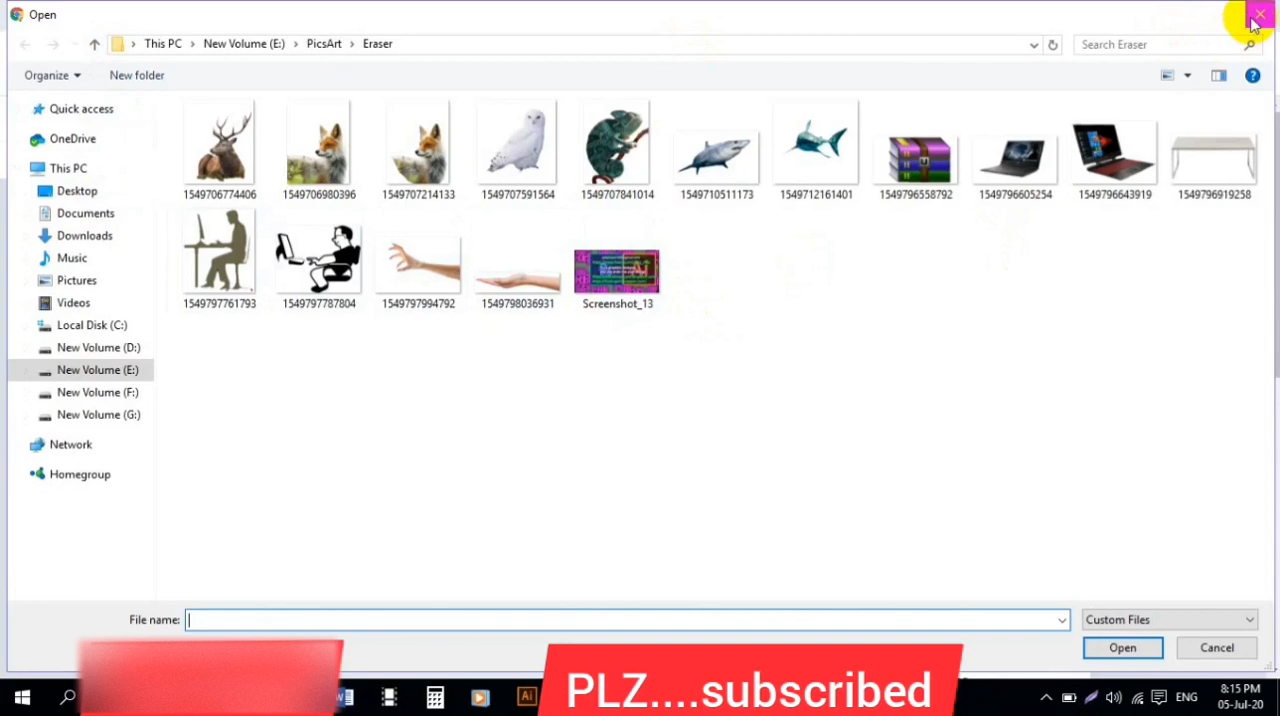 Open
This PC > New Volume (E:) > PicsArt > Eraser
Search Eraser
Organize
New folder
Quick access
OneDrive
This PC
Desktop
Documents
Downloads
Music
Pictures
Videos
Local Disk (C:)
New Volume (D:)
New Volume (E:)
New Volume (F:)
New Volume (G:)
Network
Homegroup
1549706774406
1549706980396
1549707214133
1549707591564
1549707841014
1549710511173
1549712161401
1549796558792
1549796605254
1549796643919
1549796919258
1549797761793
1549797787804
1549797994792
1549798036931
Screenshot_13
File name:
Custom Files
Open
Cancel
PLZ....subscribed
Ai
ENG
8:15 PM
05-Jul-20